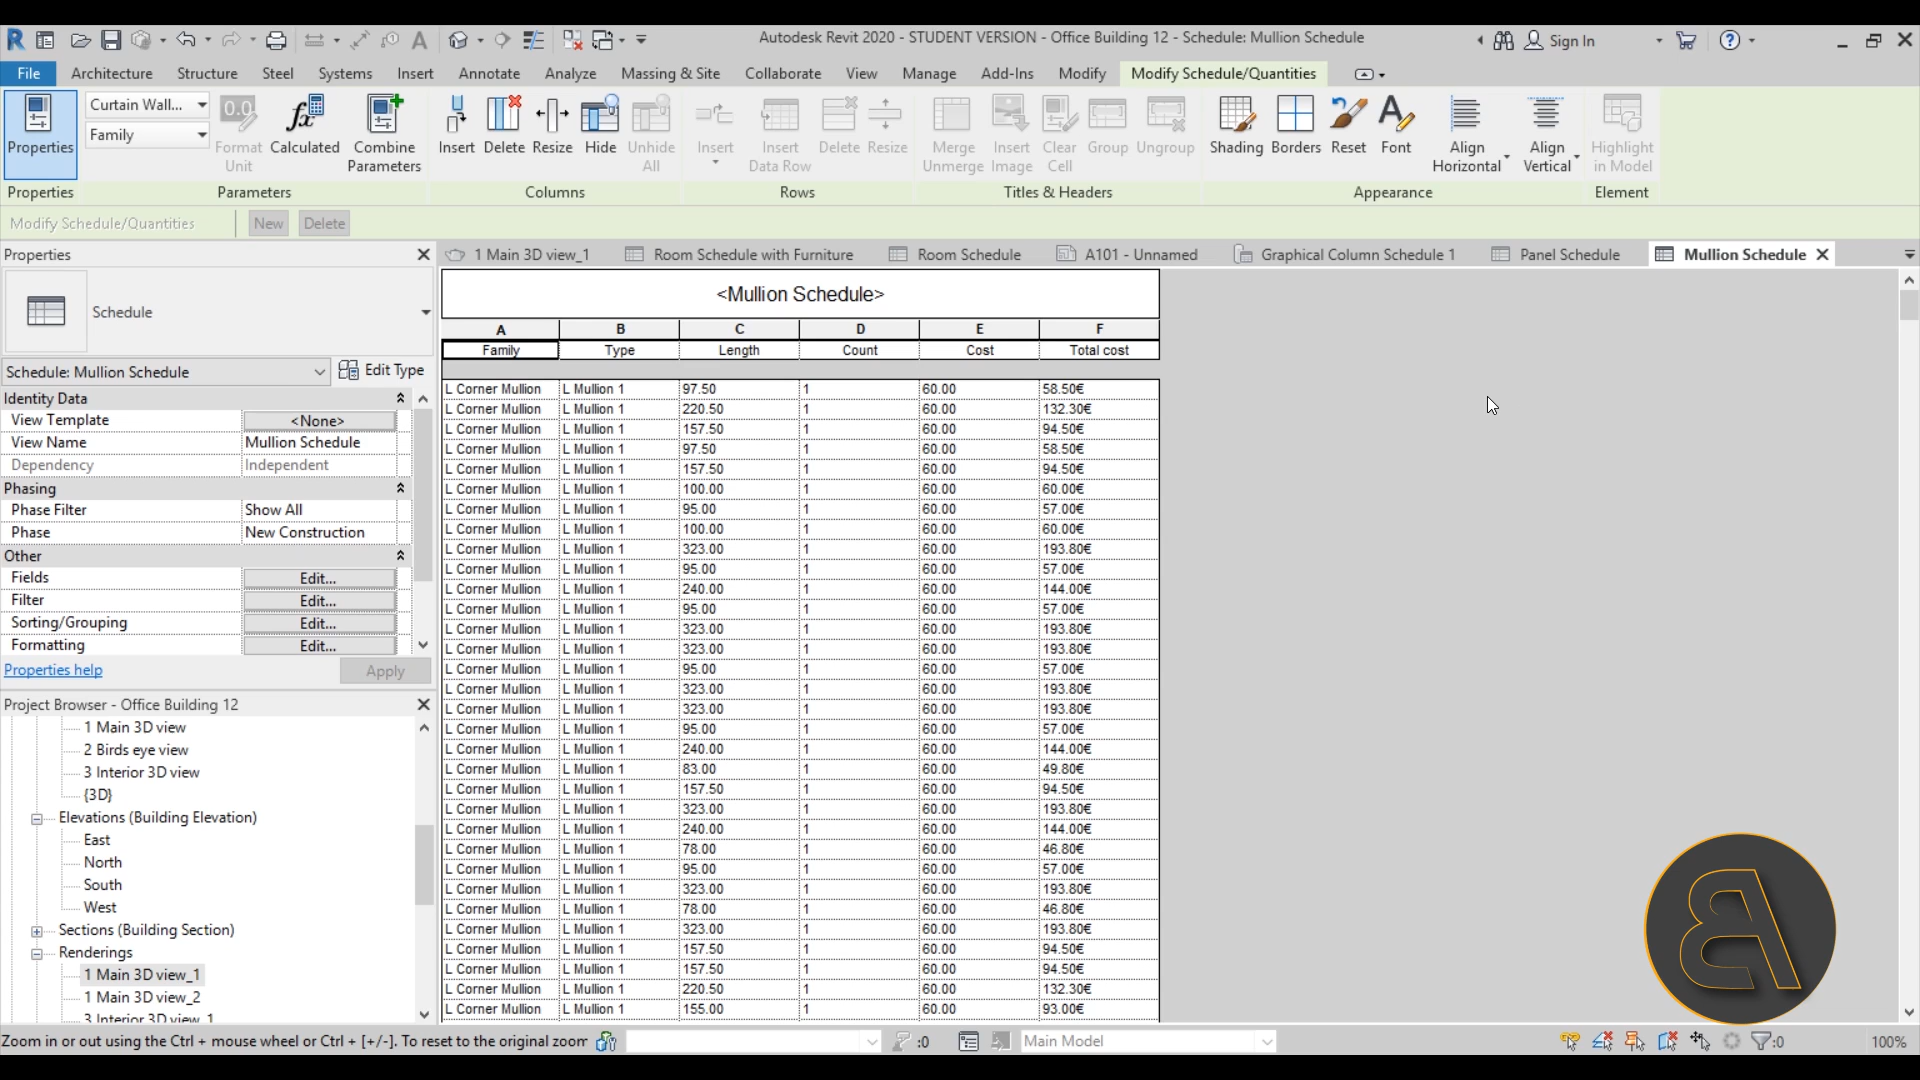 Autodesk Revit 2020 - STUDENT VERSION - Office Building 12 - Schedule: Mullion Schedule
Sign In
File Architecture Structure Steel Systems Insert Annotate Analyze Massing & Site Collaborate View Manage Add-Ins Modify Modify Schedule/Quantities
Curtain Wall...
Family
Properties
Format Unit
Calculated
Combine Parameters
Insert Delete Resize Hide Unhide All
Insert
Insert Data Row
Delete Resize
Merge Unmerge
Insert Image
Clear Cell
Group Ungroup
Shading Borders Reset Font
Align Horizontal
Align Vertical
Highlight in Model
Properties Parameters Columns Rows Titles & Headers Appearance Element
Modify Schedule/Quantities New Delete
Properties
1 Main 3D view_1 Room Schedule with Furniture Room Schedule A101 - Unnamed Graphical Column Schedule 1 Panel Schedule Mullion Schedule
Schedule
Schedule: Mullion Schedule Edit Type
Identity Data
View Template <None>
View Name Mullion Schedule
Dependency Independent
Phasing
Phase Filter Show All
Phase New Construction
Other
Fields Edit...
Filter Edit...
Sorting/Grouping Edit...
Formatting Edit...
Properties help Apply
Project Browser - Office Building 12
1 Main 3D view
2 Birds eye view
3 Interior 3D view
{3D}
Elevations (Building Elevation)
East
North
South
West
Sections (Building Section)
Renderings
1 Main 3D view_1
1 Main 3D view_2
3 Interior 3D view_1
<Mullion Schedule>
A B C D E F
Family Type Length Count Cost Total cost
L Corner Mullion L Mullion 1 97.50 1 60.00 58.50€
L Corner Mullion L Mullion 1 220.50 1 60.00 132.30€
L Corner Mullion L Mullion 1 157.50 1 60.00 94.50€
L Corner Mullion L Mullion 1 97.50 1 60.00 58.50€
L Corner Mullion L Mullion 1 157.50 1 60.00 94.50€
L Corner Mullion L Mullion 1 100.00 1 60.00 60.00€
L Corner Mullion L Mullion 1 95.00 1 60.00 57.00€
L Corner Mullion L Mullion 1 100.00 1 60.00 60.00€
L Corner Mullion L Mullion 1 323.00 1 60.00 193.80€
L Corner Mullion L Mullion 1 95.00 1 60.00 57.00€
L Corner Mullion L Mullion 1 240.00 1 60.00 144.00€
L Corner Mullion L Mullion 1 95.00 1 60.00 57.00€
L Corner Mullion L Mullion 1 323.00 1 60.00 193.80€
L Corner Mullion L Mullion 1 323.00 1 60.00 193.80€
L Corner Mullion L Mullion 1 95.00 1 60.00 57.00€
L Corner Mullion L Mullion 1 323.00 1 60.00 193.80€
L Corner Mullion L Mullion 1 323.00 1 60.00 193.80€
L Corner Mullion L Mullion 1 95.00 1 60.00 57.00€
L Corner Mullion L Mullion 1 240.00 1 60.00 144.00€
L Corner Mullion L Mullion 1 83.00 1 60.00 49.80€
L Corner Mullion L Mullion 1 157.50 1 60.00 94.50€
L Corner Mullion L Mullion 1 323.00 1 60.00 193.80€
L Corner Mullion L Mullion 1 240.00 1 60.00 144.00€
L Corner Mullion L Mullion 1 78.00 1 60.00 46.80€
L Corner Mullion L Mullion 1 95.00 1 60.00 57.00€
L Corner Mullion L Mullion 1 323.00 1 60.00 193.80€
L Corner Mullion L Mullion 1 78.00 1 60.00 46.80€
L Corner Mullion L Mullion 1 323.00 1 60.00 193.80€
L Corner Mullion L Mullion 1 157.50 1 60.00 94.50€
L Corner Mullion L Mullion 1 157.50 1 60.00 94.50€
L Corner Mullion L Mullion 1 220.50 1 60.00 132.30€
L Corner Mullion L Mullion 1 155.00 1 60.00 93.00€
Zoom in or out using the Ctrl + mouse wheel or Ctrl + [+/-]. To reset to the original zoom :0 Main Model :0 100%